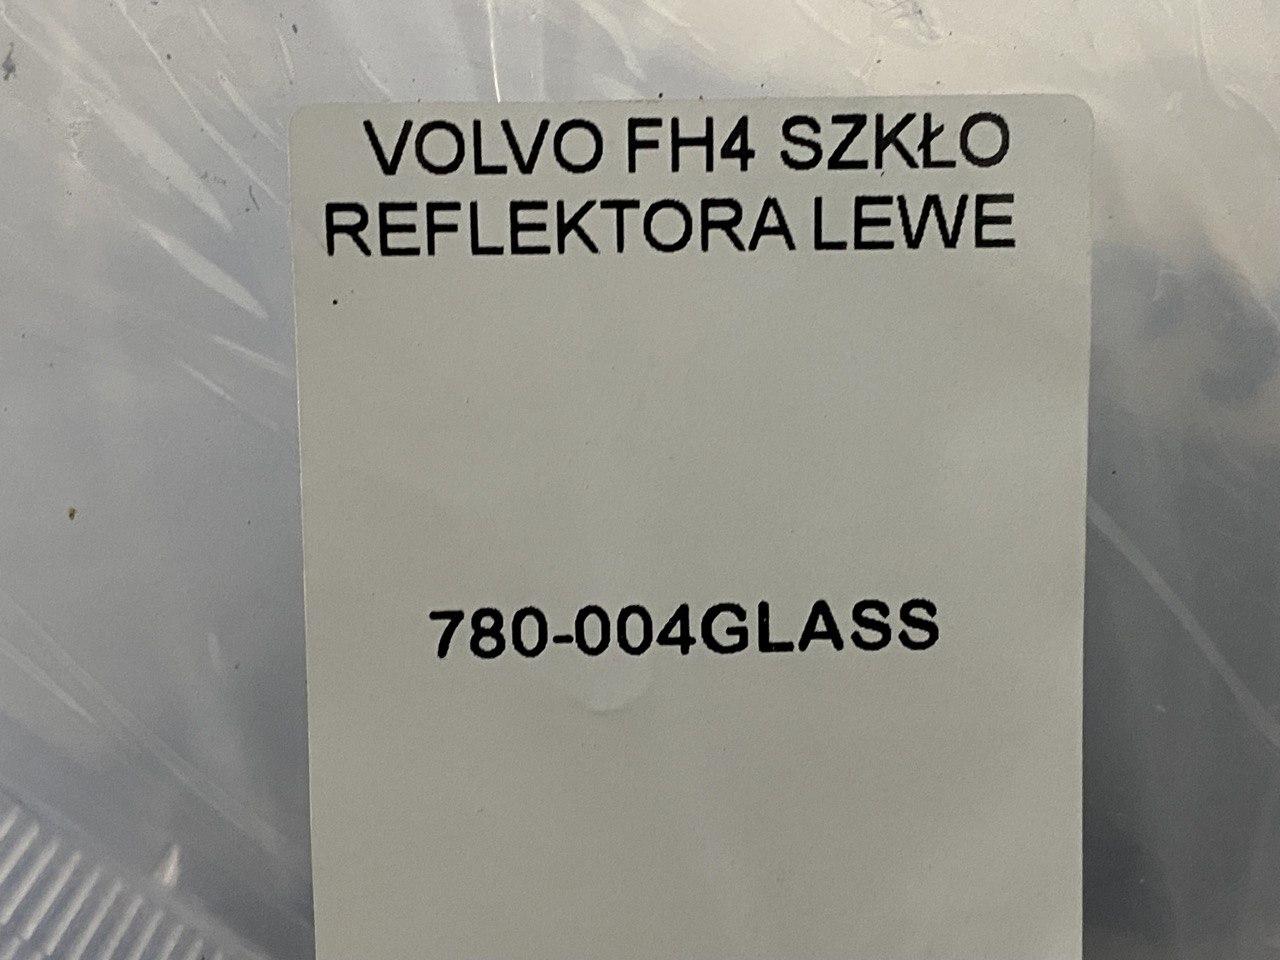 VOLVO FH4 SZKŁO
REFLEKTORA LEWE
780-004GLASS